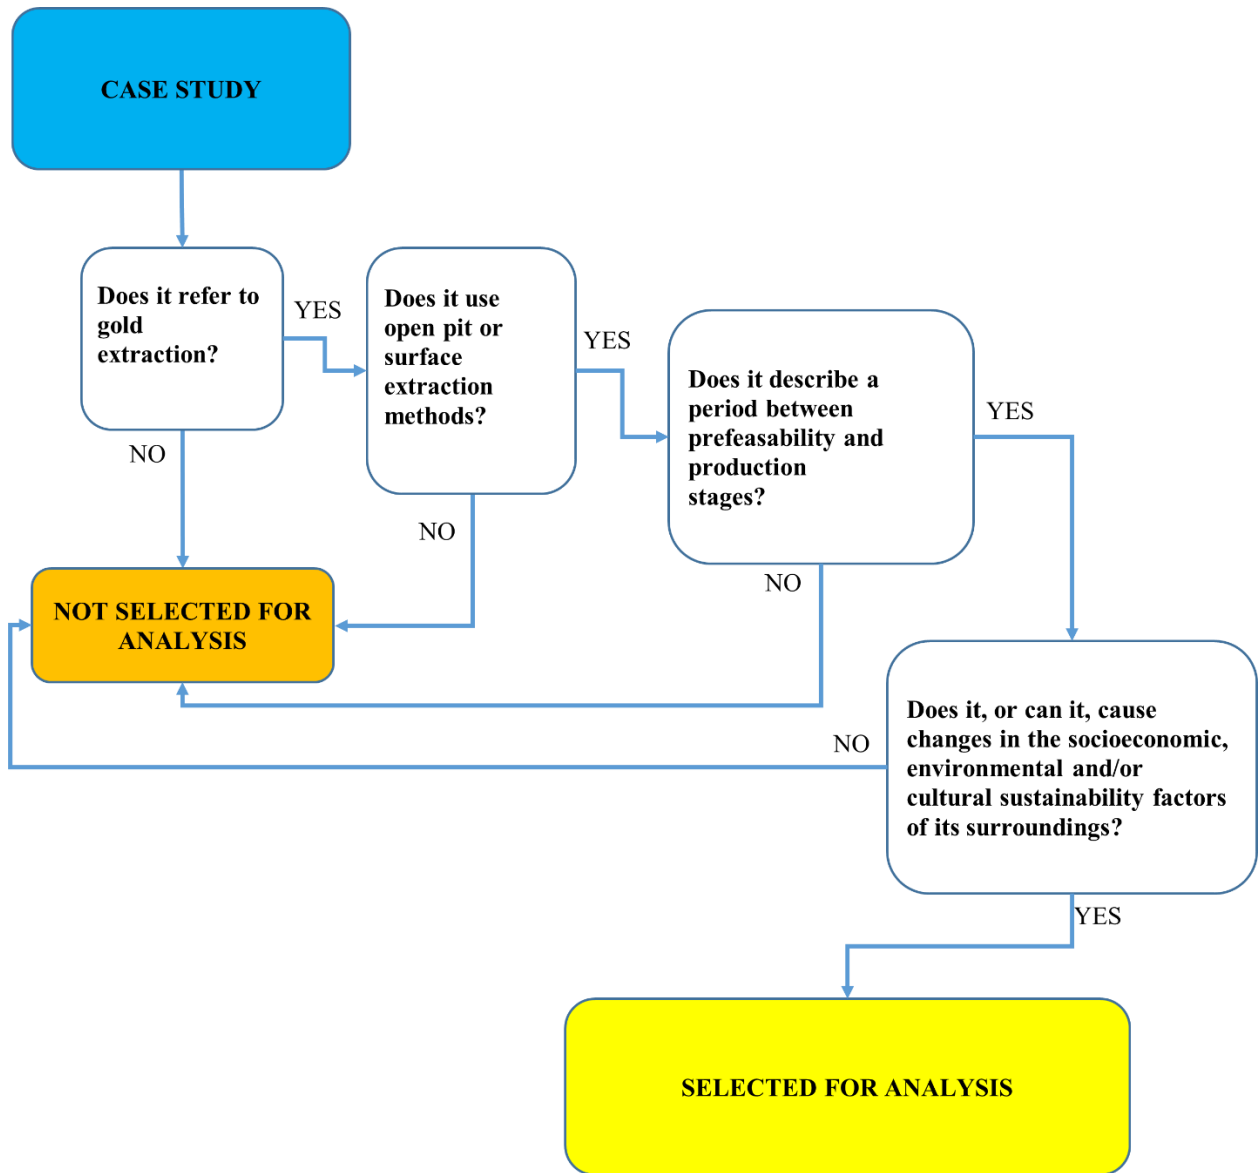 CASE STUDY
Does it refer to
gold
extraction?
YES
NO
Does it use
open pit or
surface
extraction
methods?
YES
NO
Does it describe a
period between
prefeasability and
production
stages?
YES
NO
NOT SELECTED FOR
ANALYSIS
Does it, or can it, cause
changes in the socioeconomic,
environmental and/or
cultural sustainability factors
of its surroundings?
NO
YES
SELECTED FOR ANALYSIS